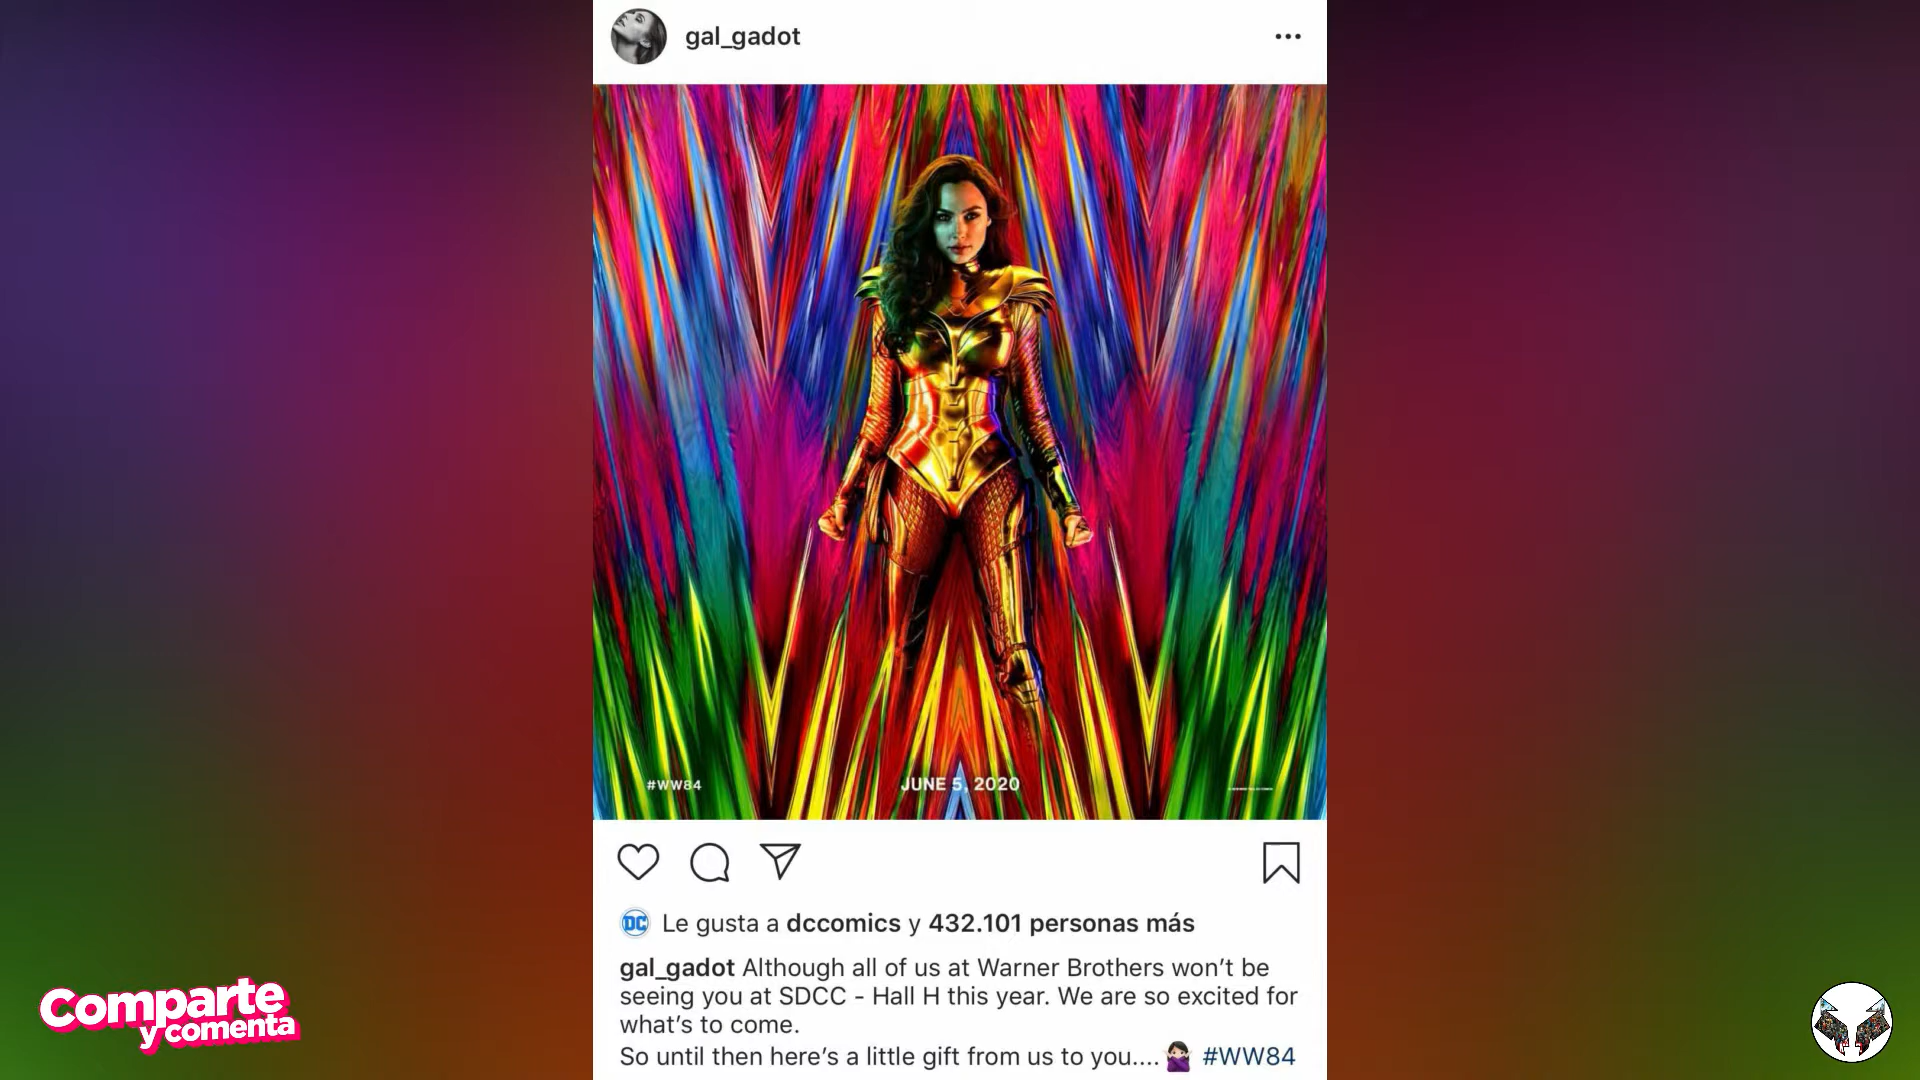 gal_gadot
#WW84
JUNE 5, 2020
DC Le gusta a dccomics y 432.101 personas más
gal_gadot Although all of us at Warner Brothers won’t be
seeing you at SDCC - Hall H this year. We are so excited for
what’s to come.
So until then here’s a little gift from us to you.... #WW84
Comparte
y comenta